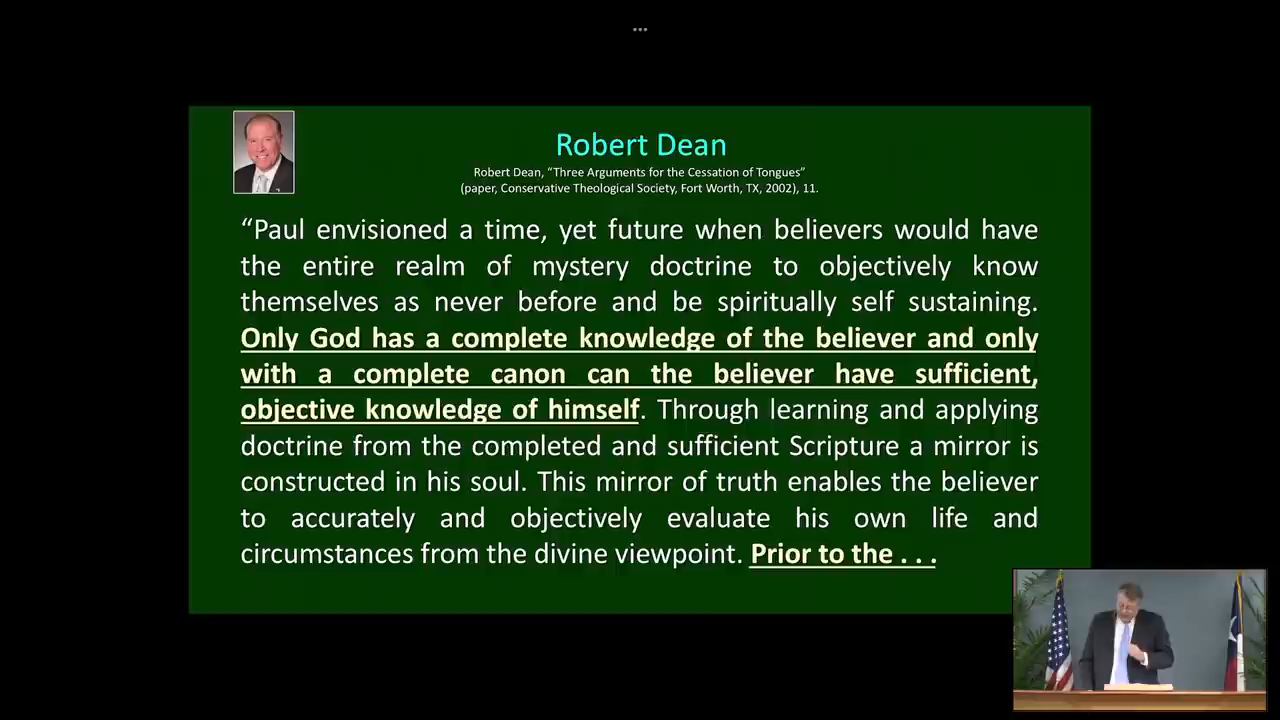 Robert Dean
Robert Dean, “Three Arguments for the Cessation of Tongues”
(paper, Conservative Theological Society, Fort Worth, TX, 2002), 11.
“Paul envisioned a time, yet future when believers would have
the entire realm of mystery doctrine to objectively know
themselves as never before and be spiritually self sustaining.
Only God has a complete knowledge of the believer and only
with a complete canon can the believer have sufficient,
objective knowledge of himself. Through learning and applying
doctrine from the completed and sufficient Scripture a mirror is
constructed in his soul. This mirror of truth enables the believer
to accurately and objectively evaluate his own life and
circumstances from the divine viewpoint. Prior to the . . .